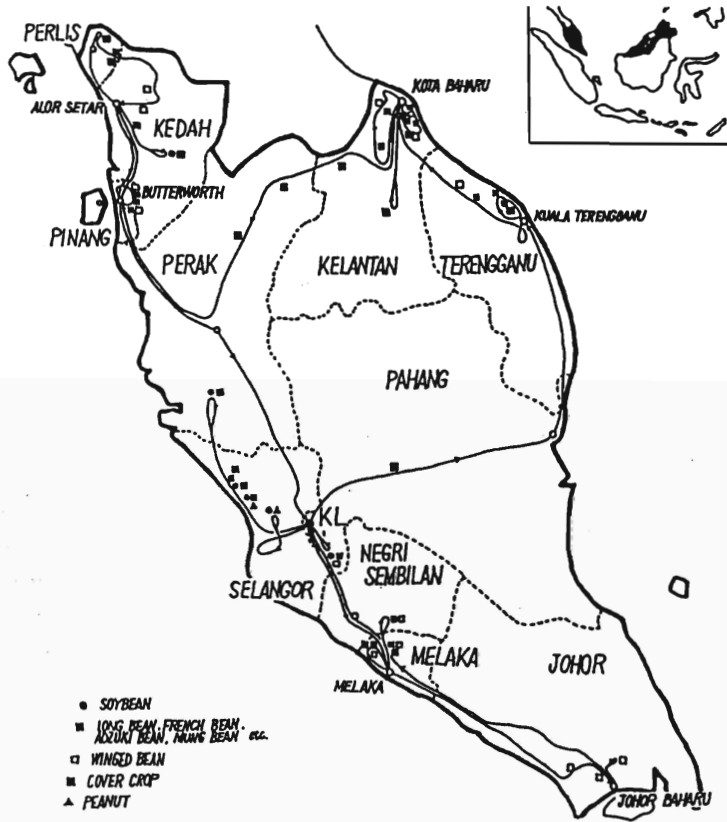 PERLIS
KOTA BAHARU
ALOR SETAR
KEDAH
BUTTERWORTH
PINANG
KUALA TERENGGANU
PERAK
KELANTAN
TERENGGANU
PAHANG
KL
NEGRI
SEMBILAN
SELANGOR
MELAKA
JOHOR
MELAKA
SOYBEAN
LONG BEAN, FRENCH BEAN,
ADZUKI BEAN, MUNG BEAN etc.
WINGED BEAN
COVER CROP
PEANUT
JOHOR BAHARU